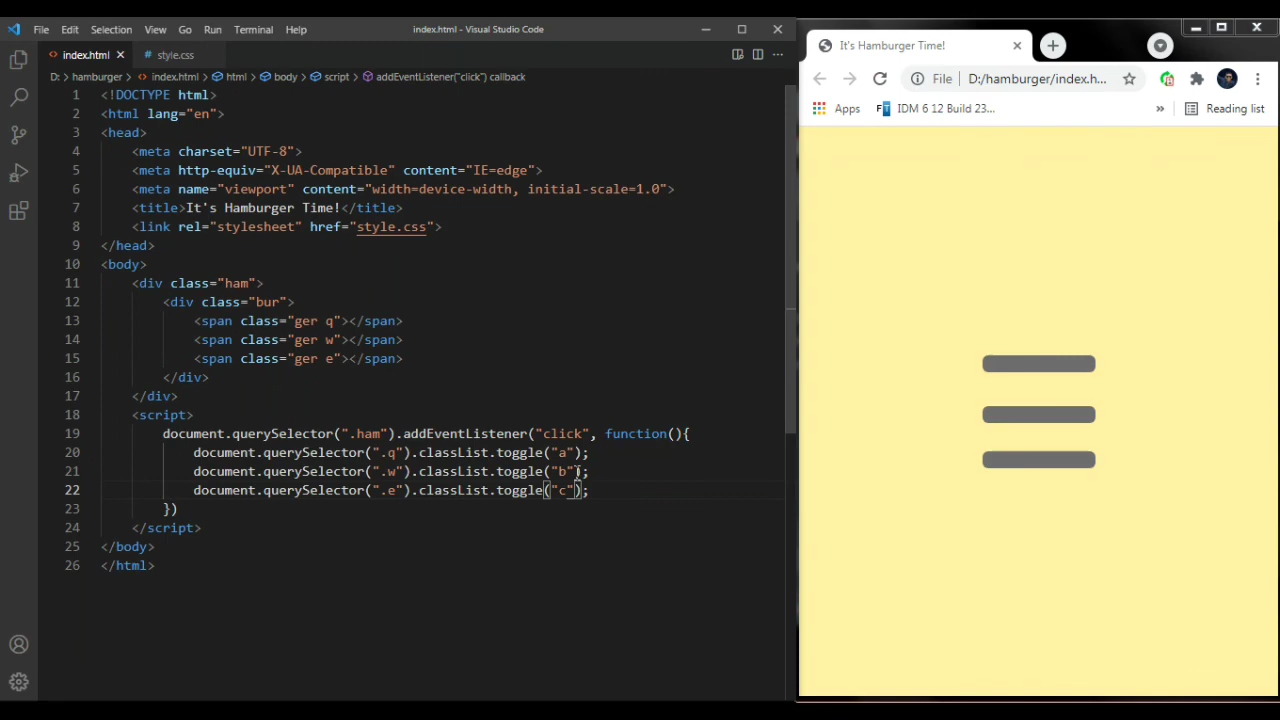 File Edit Selection View Go Run Terminal Help index.html - Visual Studio Code
index.html style.css
D: > hamburger > index.html > html > body > script > addEventListener("click") callback
1 <!DOCTYPE html>
2 <html lang="en">
3 <head>
4 <meta charset="UTF-8">
5 <meta http-equiv="X-UA-Compatible" content="IE=edge">
6 <meta name="viewport" content="width=device-width, initial-scale=1.0">
7 <title>It's Hamburger Time!</title>
8 <link rel="stylesheet" href="style.css">
9 </head>
10 <body>
11 <div class="ham">
12 <div class="bur">
13 <span class="ger q"></span>
14 <span class="ger w"></span>
15 <span class="ger e"></span>
16 </div>
17 </div>
18 <script>
19 document.querySelector(".ham").addEventListener("click", function(){
20 document.querySelector(".q").classList.toggle("a");
21 document.querySelector(".w").classList.toggle("b");
22 document.querySelector(".e").classList.toggle("c");
23 })
24 </script>
25 </body>
26 </html>
It's Hamburger Time!
File D:/hamburger/index.h...
Apps FT IDM 6 12 Build 23... » Reading list